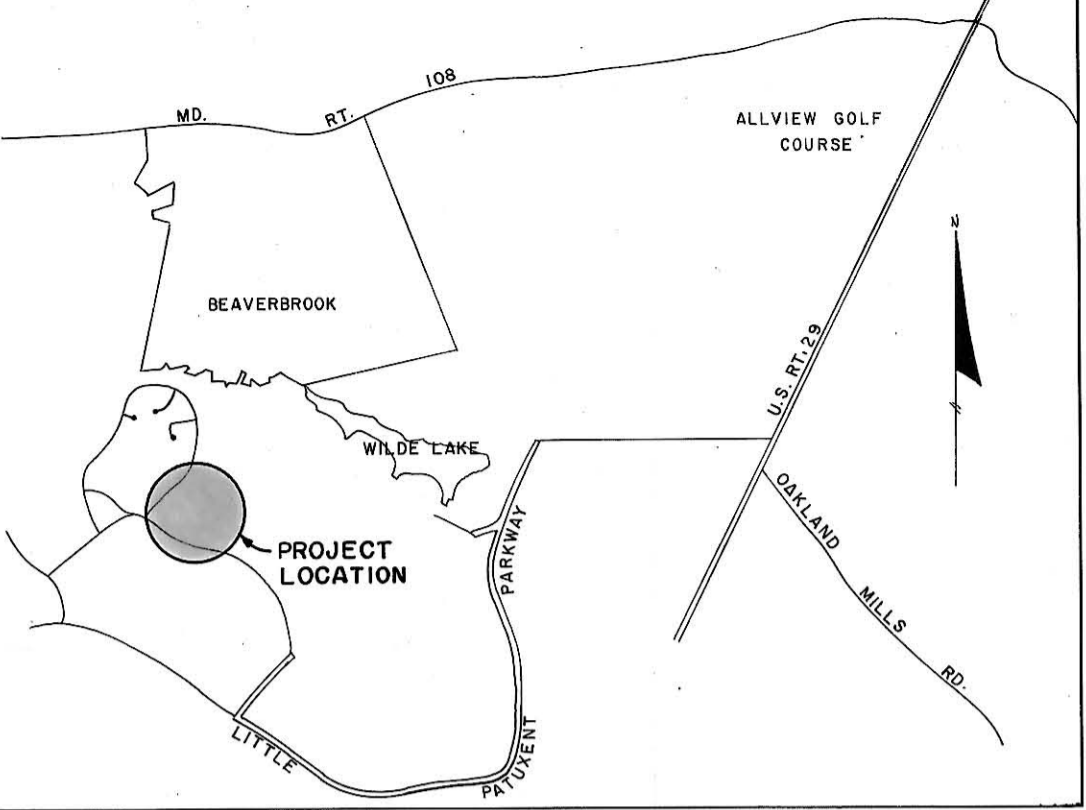 MD. RT. 108
ALLVIEW GOLF
COURSE
N
BEAVERBROOK
U.S. RT. 29
WILDE LAKE
OAKLAND MILLS RD.
PROJECT
LOCATION
LITTLE PATUXENT PARKWAY